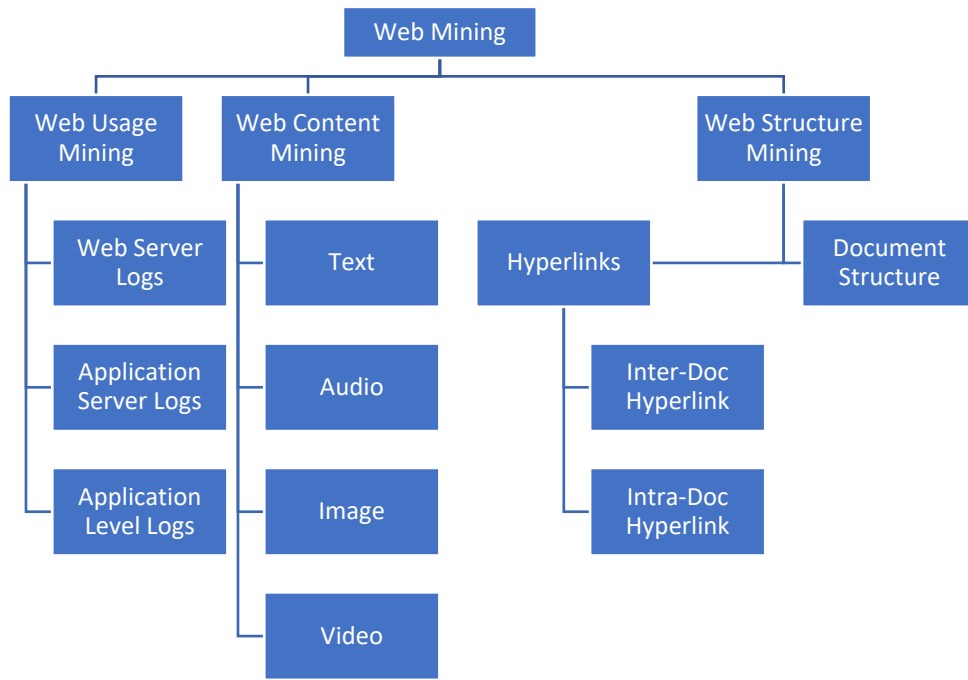 Web Mining
Web Usage
Mining
Web Content
Mining
Web Structure
Mining
Web Server
Logs
Text
Hyperlinks
Document
Structure
Application
Server Logs
Audio
Inter-Doc
Hyperlink
Application
Level Logs
Image
Intra-Doc
Hyperlink
Video